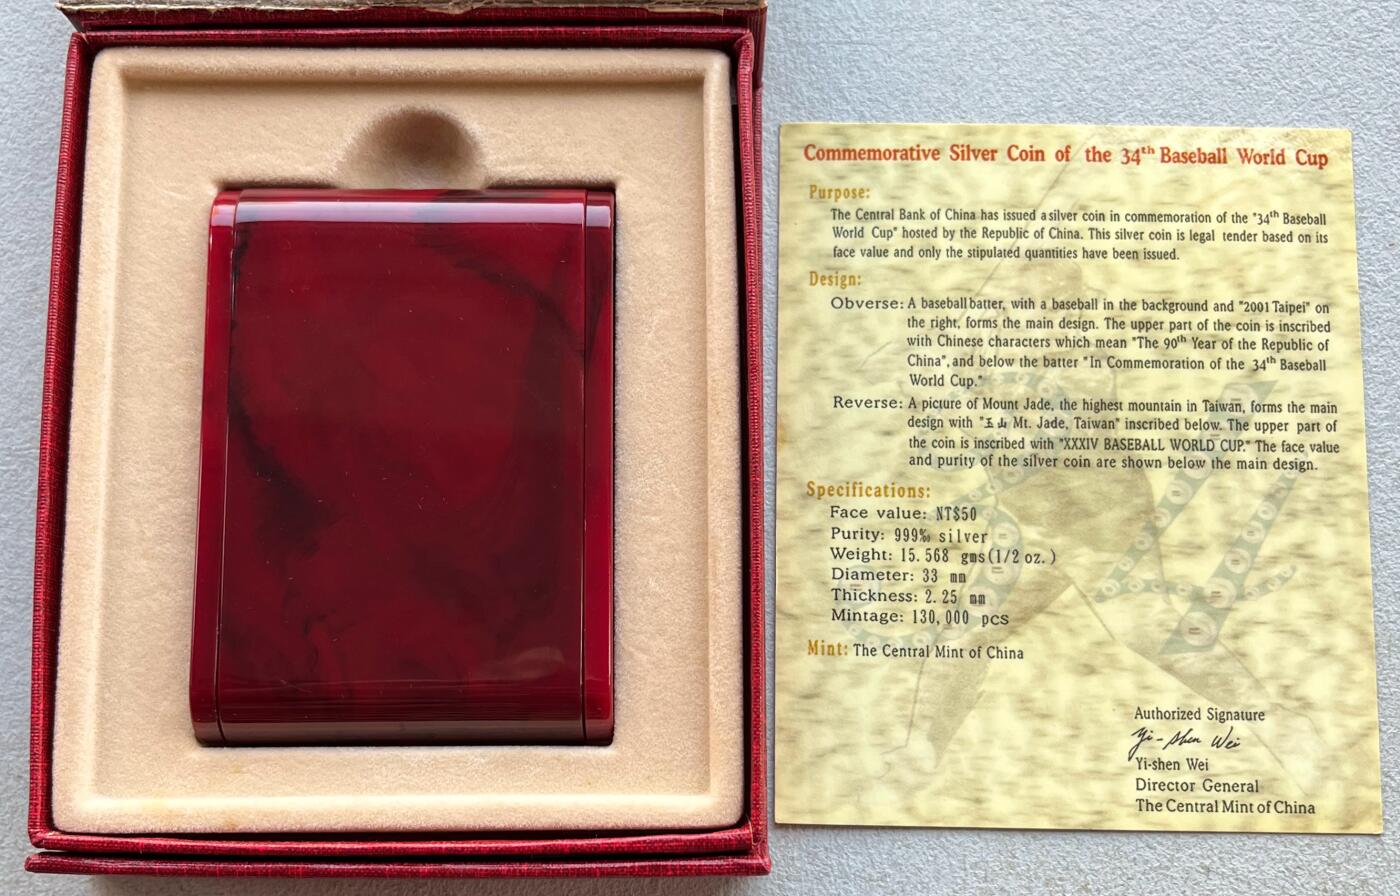 Commemorative Silver Coin of the 34th Baseball World Cup
Purpose:
The Central Bank of China has issued a silver coin in commemoration of the "34th Baseball
World Cup" hosted by the Republic of China. This silver coin is legal tender based on its
face value and only the stipulated quantities have been issued.
Design:
Obverse: A baseball batter, with a baseball in the background and "2001 Taipei" on
the right, forms the main design. The upper part of the coin is inscribed
with Chinese characters which mean "The 90th Year of the Republic of
China", and below the batter "In Commemoration of the 34th Baseball
World Cup."
Reverse: A picture of Mount Jade, the highest mountain in Taiwan, forms the main
design with "玉山 Mt. Jade, Taiwan" inscribed below. The upper part of
the coin is inscribed with "XXXIV BASEBALL WORLD CUP." The face value
and purity of the silver coin are shown below the main design.
Specifications:
Face value: NT$50
Purity: 999‰ silver
Weight: 15.568 gms(1/2 oz.)
Diameter: 33 mm
Thickness: 2.25 mm
Mintage: 130,000 pcs
Mint: The Central Mint of China
Authorized Signature
Yi-shen Wei
Yi-shen Wei
Director General
The Central Mint of China